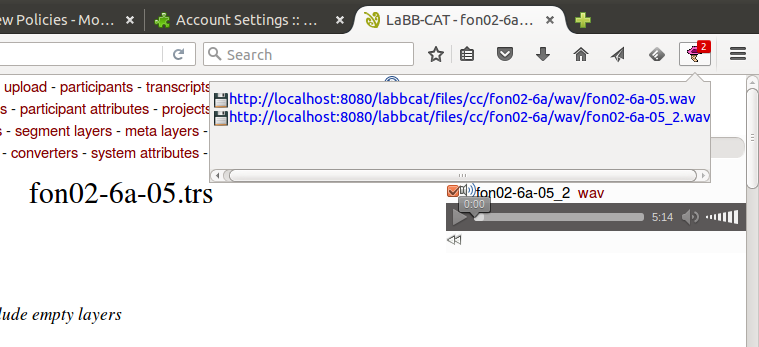 ew Policies - Mo...
Account Settings :: ...
LaBB-CAT - fon02-6a...
Search
2
upload - participants - transcripts
http://localhost:8080/labbcat/files/cc/fon02-6a/wav/fon02-6a-05.wav
- participant attributes - projects
http://localhost:8080/labbcat/files/cc/fon02-6a/wav/fon02-6a-05_2.wav
s - segment layers - meta layers -
- converters - system attributes -
fon02-6a-05.trs
fon02-6a-05_2 wav
0:00
5:14
lude empty layers